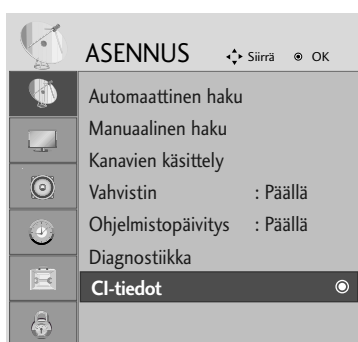 ASENNUS Siirrä OK
Automaattinen haku
Manuaalinen haku
Kanavien käsittely
Vahvistin : Päällä
Ohjelmistopäivitys : Päällä
Diagnostiikka
CI-tiedot